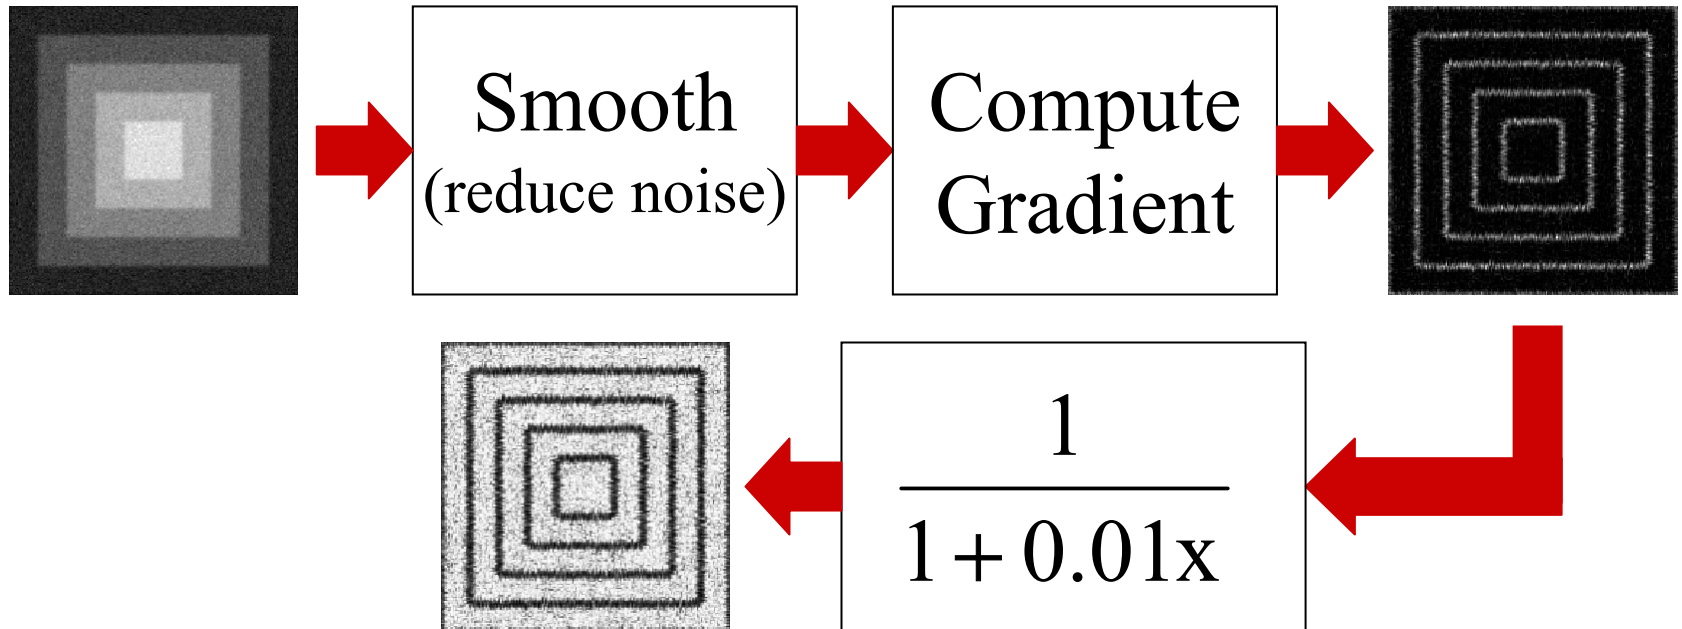 Smooth
(reduce noise)
Compute
Gradient
1
1 + 0.01x